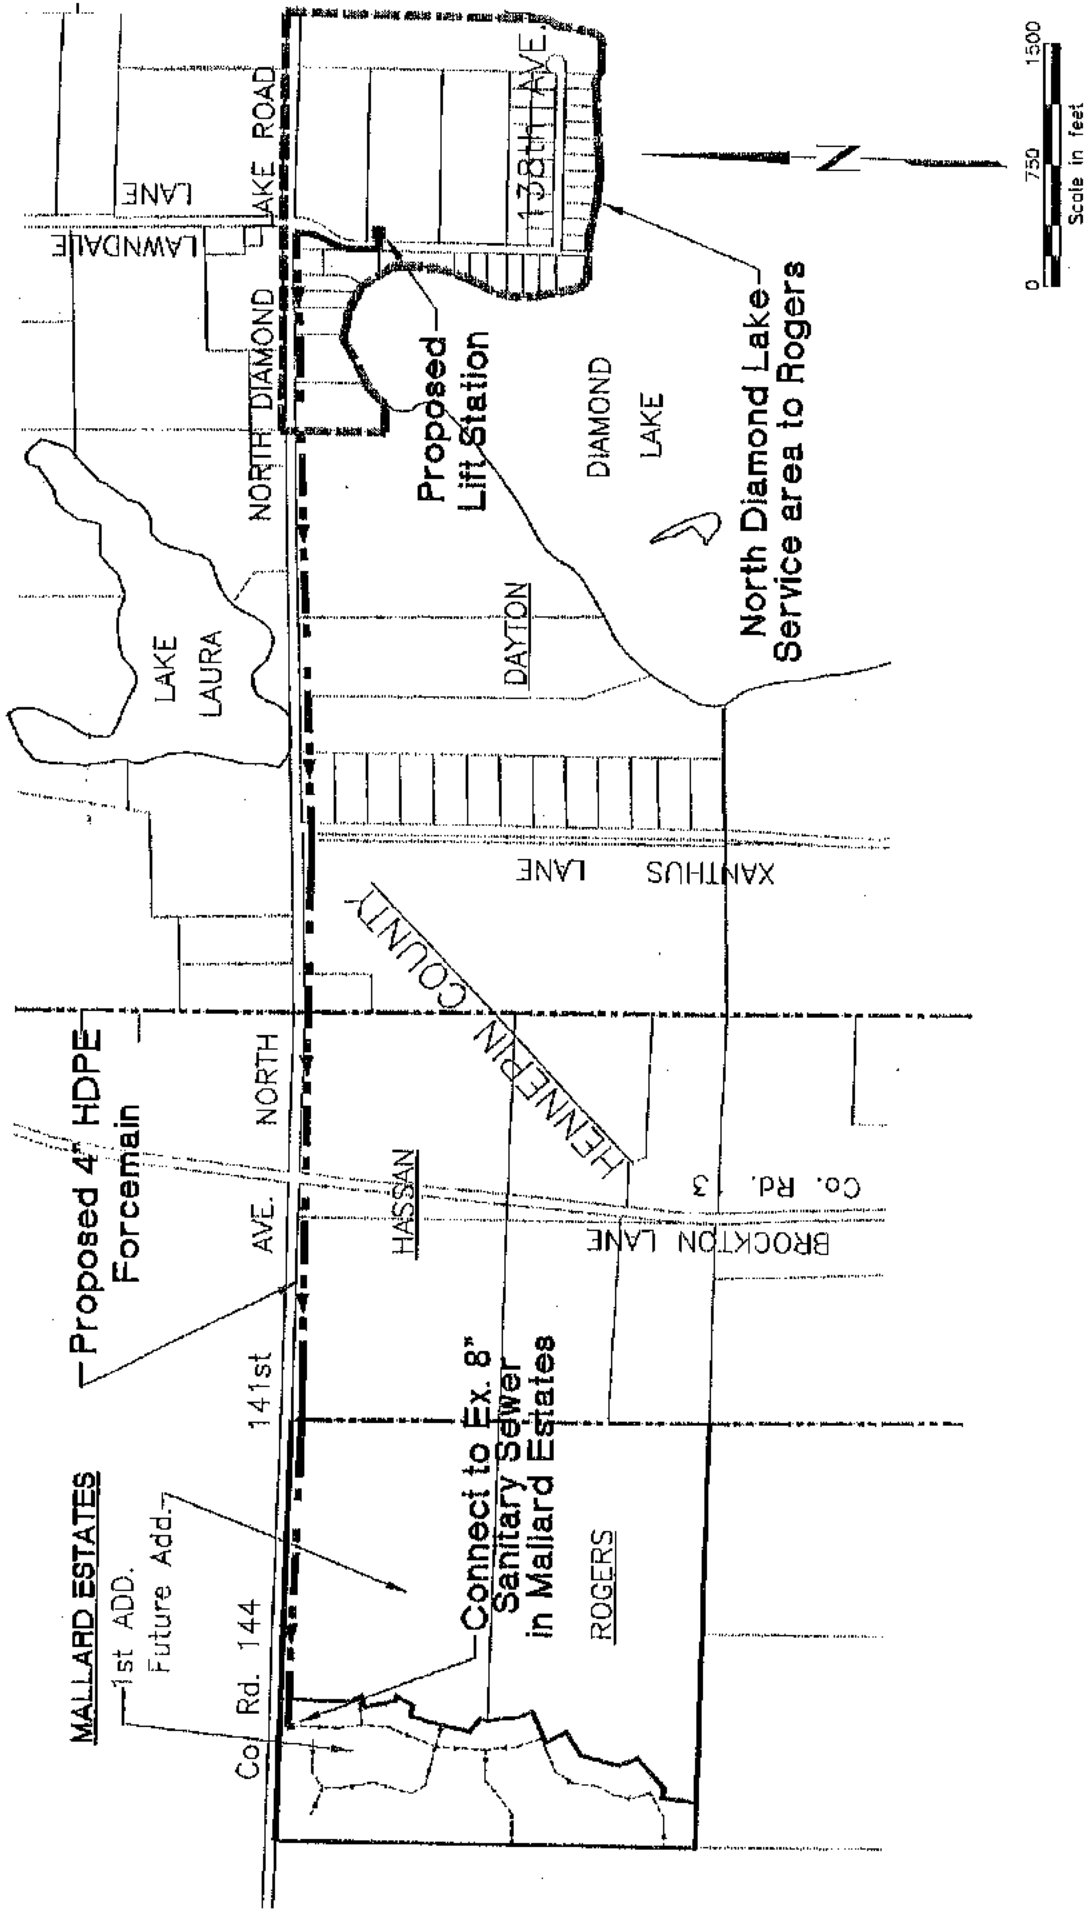 MALLARD ESTATES
1st ADD.
Future Add.
Proposed 4" HDPE
Forcemain
LAKE
LAURA
LAWNDALE
LANE
Co. Rd. 144
141st AVE. NORTH
NORTH DIAMOND LAKE ROAD
138th AVE.
Connect to Ex. 8"
Sanitary Sewer
in Mallard Estates
HASSAN
HENNEPIN COUNTY
XANTHUS LANE
DAYTON
Proposed
Lift Station
DIAMOND
LAKE
ROGERS
BROCKTON LANE
Co. Rd. 13
North Diamond Lake
Service area to Rogers
N
0 750 1500
Scale in feet